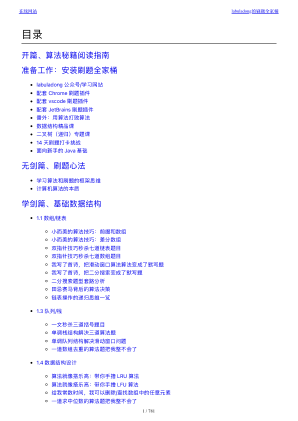 在线网站 labuladong的刷题全家桶
目录
开篇、算法秘籍阅读指南
准备工作：安装刷题全家桶
labuladong 公众号/学习网站
配套 Chrome 刷题插件
配套 vscode 刷题插件
配套 JetBrains 刷题插件
番外：用算法打败算法
数据结构精品课
二叉树（递归）专题课
14 天刷题打卡挑战
面向新手的 Java 基础
无剑篇、刷题心法
学习算法和刷题的框架思维
计算机算法的本质
学剑篇、基础数据结构
1.1 数组/链表
小而美的算法技巧：前缀和数组
小而美的算法技巧：差分数组
双指针技巧秒杀七道链表题目
双指针技巧秒杀七道数组题目
我写了首诗，把滑动窗口算法算法变成了默写题
我写了首诗，把二分搜索变成了默写题
二分搜索题型套路分析
田忌赛马背后的算法决策
链表操作的递归思维一览
1.3 队列/栈
一文秒杀三道括号题目
单调栈结构解决三道算法题
单调队列结构解决滑动窗口问题
一道数组去重的算法题把我整不会了
1.4 数据结构设计
算法就像搭乐高：带你手撸 LRU 算法
算法就像搭乐高：带你手撸 LFU 算法
给我常数时间，我可以删除/查找数组中的任意元素
一道求中位数的算法题把我整不会了